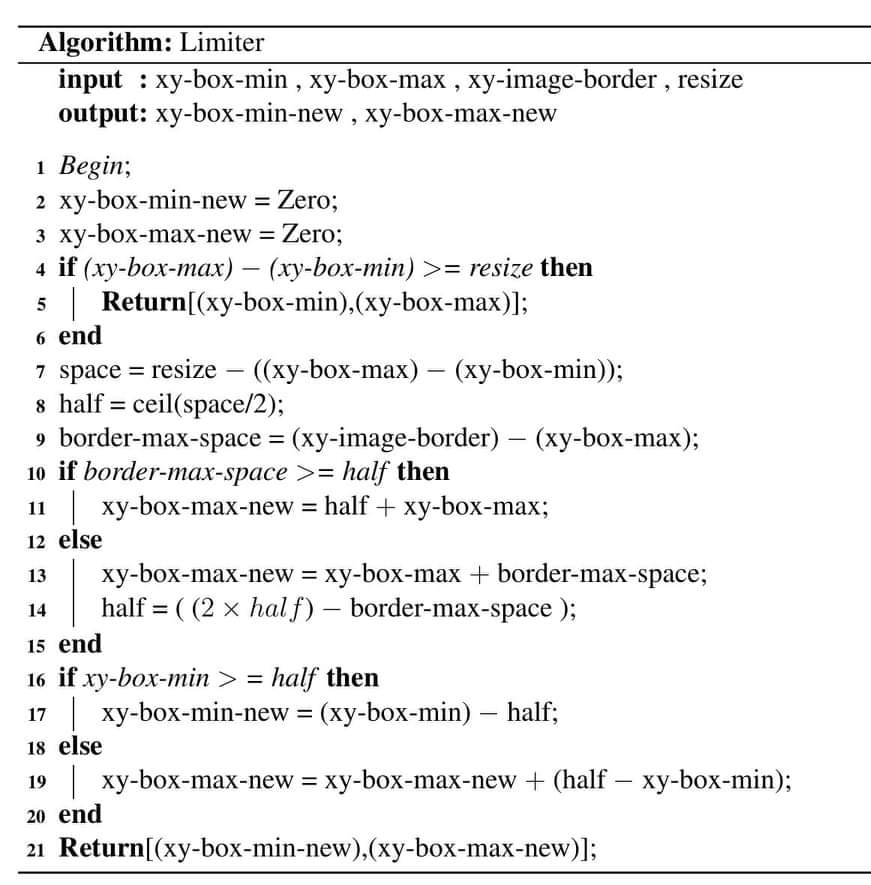 Algorithm: Limiter
input : xy-box-min , xy-box-max , xy-image-border , resize
output: xy-box-min-new , xy-box-max-new
1 Begin;
2 xy-box-min-new = Zero;
3 xy-box-max-new = Zero;
4 if (xy-box-max) − (xy-box-min) >= resize then
5 Return[(xy-box-min),(xy-box-max)];
6 end
7 space = resize − ((xy-box-max) − (xy-box-min));
8 half = ceil(space/2);
9 border-max-space = (xy-image-border) − (xy-box-max);
10 if border-max-space >= half then
11 xy-box-max-new = half + xy-box-max;
12 else
13 xy-box-max-new = xy-box-max + border-max-space;
14 half = ( (2 × half) − border-max-space );
15 end
16 if xy-box-min > = half then
17 xy-box-min-new = (xy-box-min) − half;
18 else
19 xy-box-max-new = xy-box-max-new + (half − xy-box-min);
20 end
21 Return[(xy-box-min-new),(xy-box-max-new)];